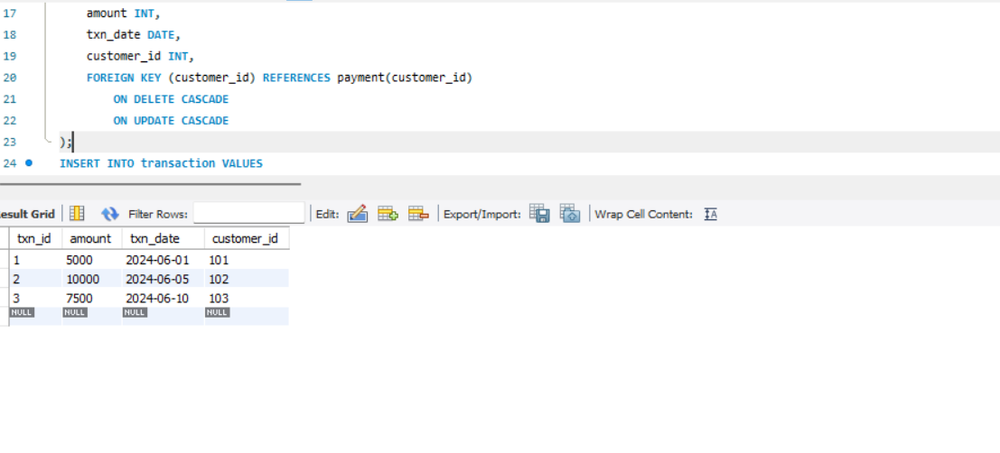 17 amount INT,
18 txn_date DATE,
19 customer_id INT,
20 FOREIGN KEY (customer_id) REFERENCES payment(customer_id)
21 ON DELETE CASCADE
22 ON UPDATE CASCADE
23 );
24 INSERT INTO transaction VALUES
esult Grid Filter Rows: Edit: Export/Import: Wrap Cell Content: IA
txn_id amount txn_date customer_id
1 5000 2024-06-01 101
2 10000 2024-06-05 102
3 7500 2024-06-10 103
NULL NULL NULL NULL